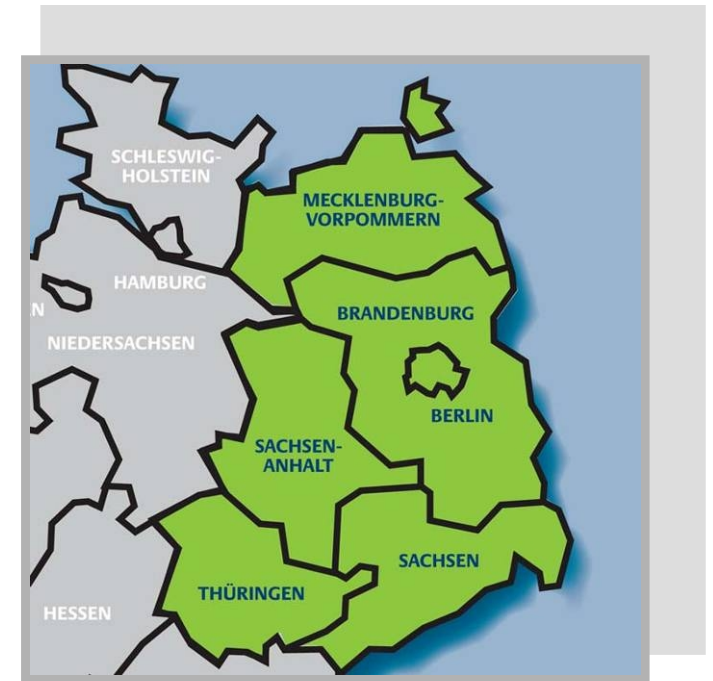 SCHLESWIG-
HOLSTEIN
MECKLENBURG-
VORPOMMERN
HAMBURG
N
BRANDENBURG
NIEDERSACHSEN
BERLIN
SACHSEN-
ANHALT
SACHSEN
THÜRINGEN
HESSEN